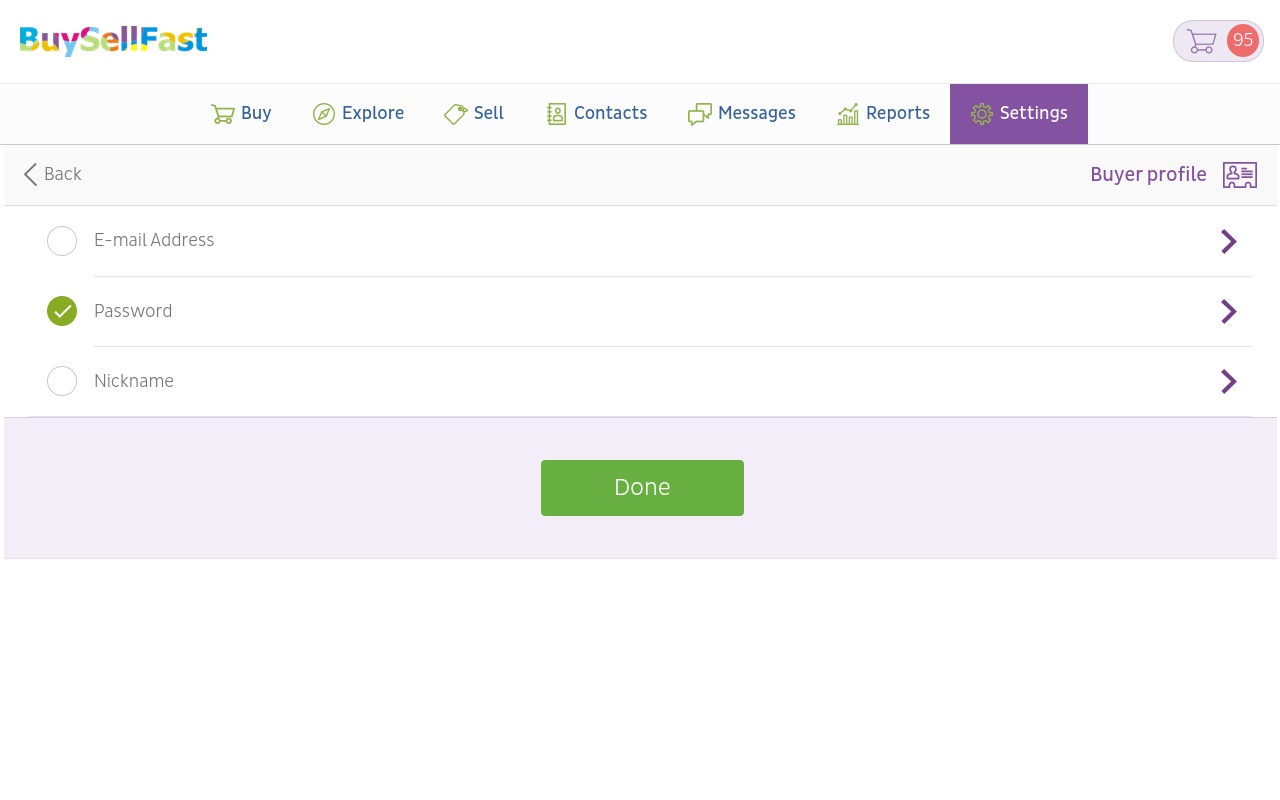 BuySellFast
95
Buy
Explore
Sell
Contacts
Messages
Reports
Settings
Back
Buyer profile
E-mail Address
Password
Nickname
Done